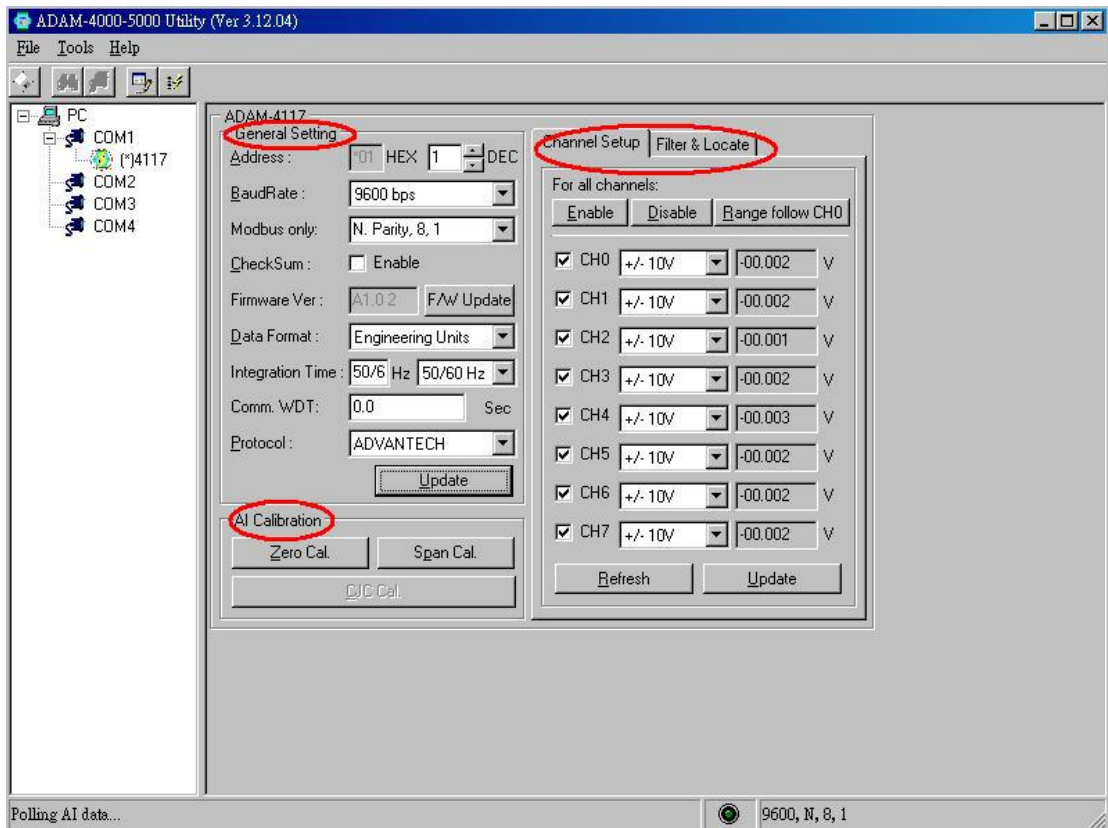 ADAM-4000-5000 Utility (Ver 3.12.04)
File Tools Help
PC
COM1
(*)4117
COM2
COM3
COM4
ADAM-4117
General Setting
Address : *01 HEX 1 DEC
BaudRate : 9600 bps
Modbus only: N. Parity, 8, 1
CheckSum : Enable
Firmware Ver : A1.0 2 F/W Update
Data Format : Engineering Units
Integration Time : 50/6 Hz 50/60 Hz
Comm. WDT: 0.0 Sec
Protocol : ADVANTECH
Update
AI Calibration
Zero Cal. Span Cal.
CJC Cal.
Channel Setup Filter & Locate
For all channels:
Enable Disable Range follow CH0
CH0 +/- 10V -00.002 V
CH1 +/- 10V -00.002 V
CH2 +/- 10V -00.001 V
CH3 +/- 10V -00.002 V
CH4 +/- 10V -00.003 V
CH5 +/- 10V -00.002 V
CH6 +/- 10V -00.002 V
CH7 +/- 10V -00.002 V
Refresh Update
Polling AI data...
9600, N, 8, 1